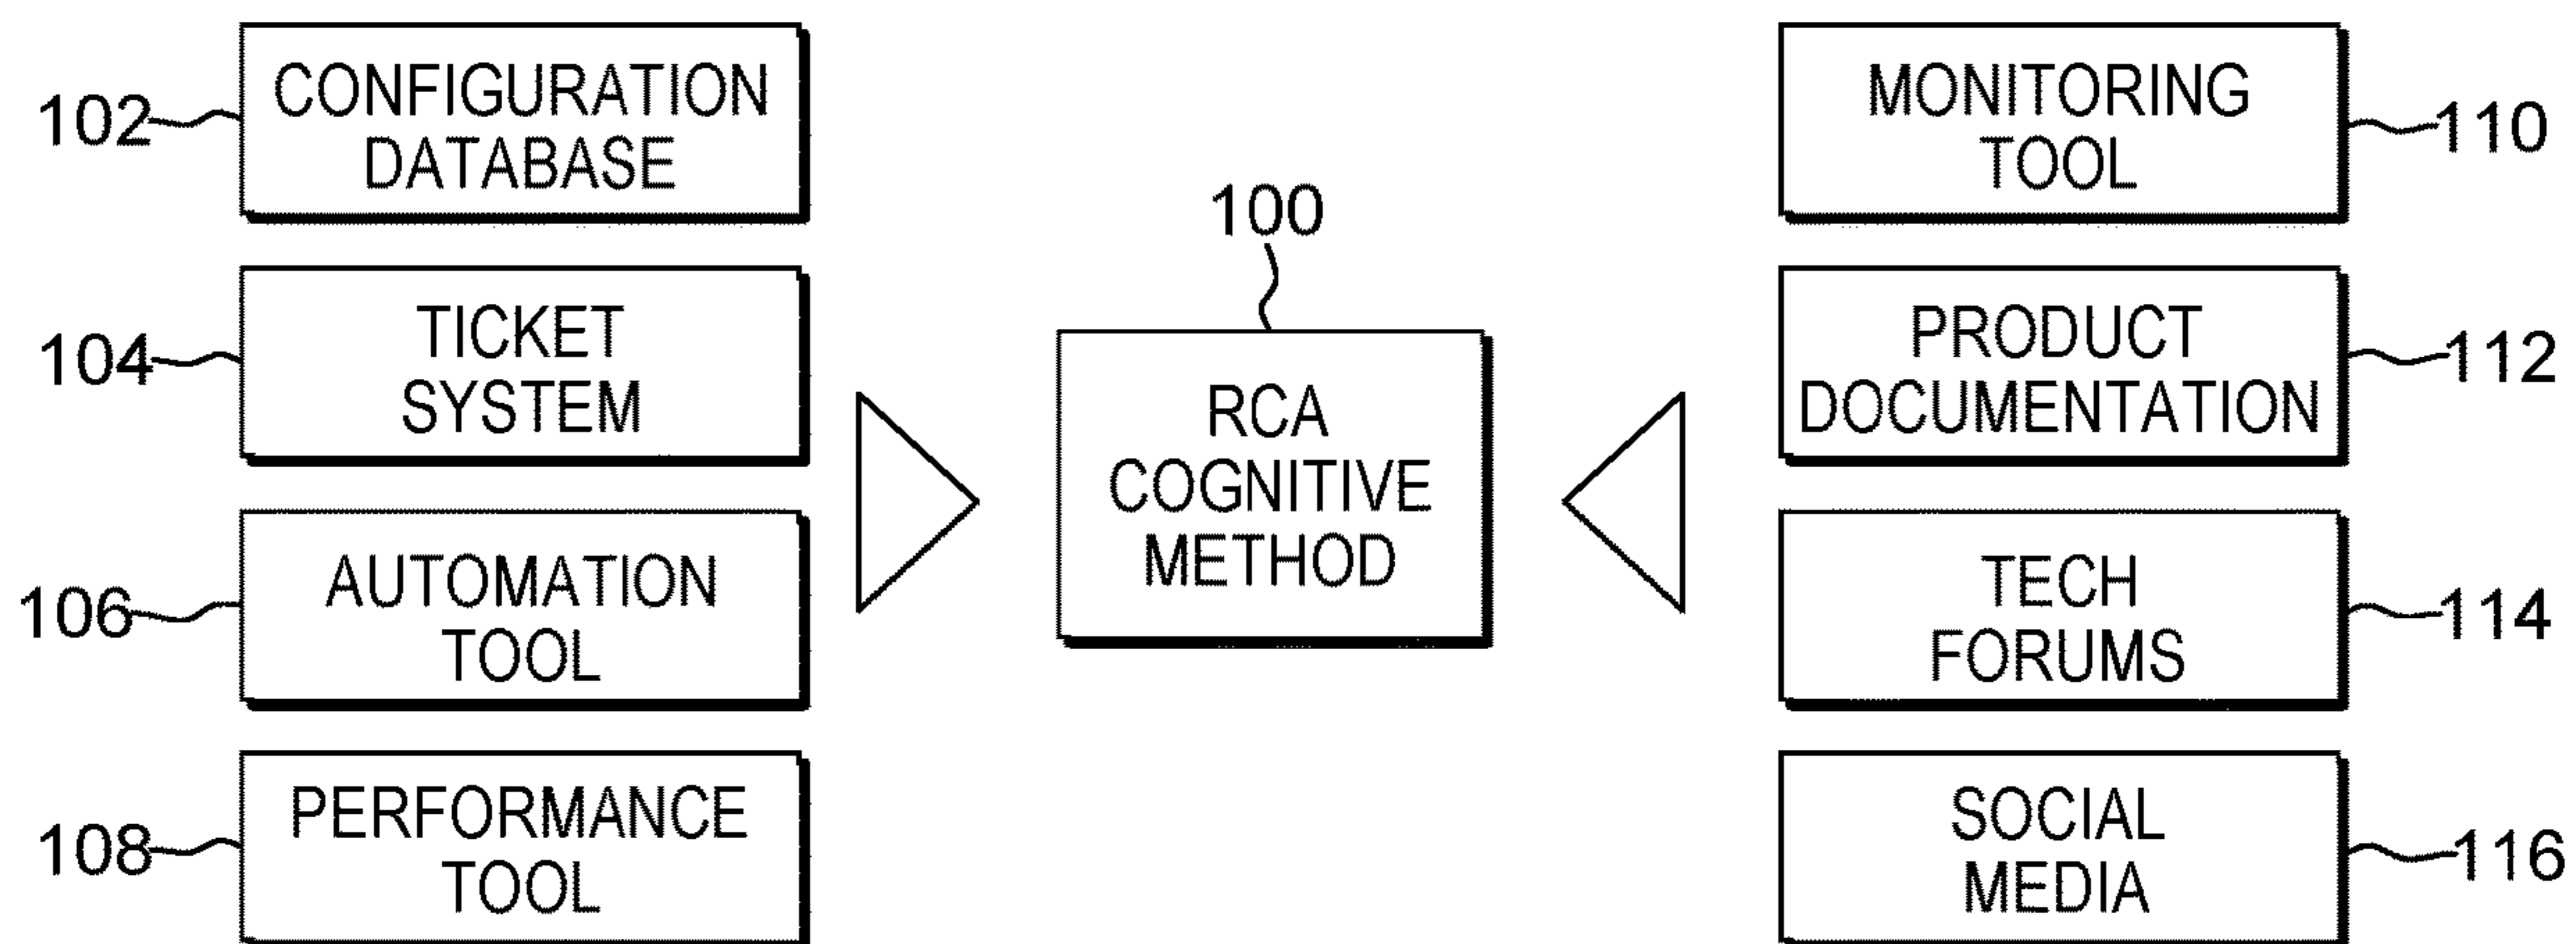 102
CONFIGURATION
DATABASE
104
TICKET
SYSTEM
106
AUTOMATION
TOOL
108
PERFORMANCE
TOOL
100
RCA
COGNITIVE
METHOD
MONITORING
TOOL
110
PRODUCT
DOCUMENTATION
112
TECH
FORUMS
114
SOCIAL
MEDIA
116